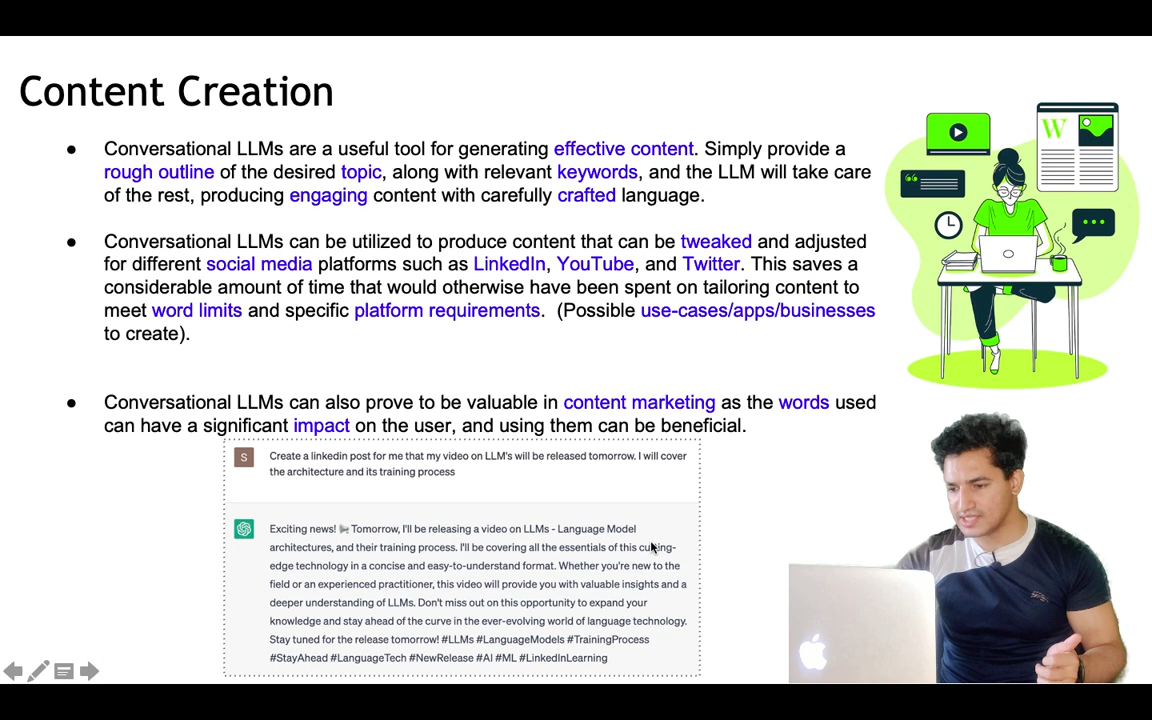 Content Creation
● Conversational LLMs are a useful tool for generating effective content. Simply provide a
rough outline of the desired topic, along with relevant keywords, and the LLM will take care
of the rest, producing engaging content with carefully crafted language.
● Conversational LLMs can be utilized to produce content that can be tweaked and adjusted
for different social media platforms such as LinkedIn, YouTube, and Twitter. This saves a
considerable amount of time that would otherwise have been spent on tailoring content to
meet word limits and specific platform requirements. (Possible use-cases/apps/businesses
to create).
● Conversational LLMs can also prove to be valuable in content marketing as the words used
can have a significant impact on the user, and using them can be beneficial.
S
Create a linkedin post for me that my video on LLM's will be released tomorrow. I will cover
the architecture and its training process
Exciting news! 📢 Tomorrow, I'll be releasing a video on LLMs - Language Model
architectures, and their training process. I'll be covering all the essentials of this cutting-
edge technology in a concise and easy-to-understand format. Whether you're new to the
field or an experienced practitioner, this video will provide you with valuable insights and a
deeper understanding of LLMs. Don't miss out on this opportunity to expand your
knowledge and stay ahead of the curve in the ever-evolving world of language technology.
Stay tuned for the release tomorrow! #LLMs #LanguageModels #TrainingProcess
#StayAhead #LanguageTech #NewRelease #AI #ML #LinkedInLearning
W